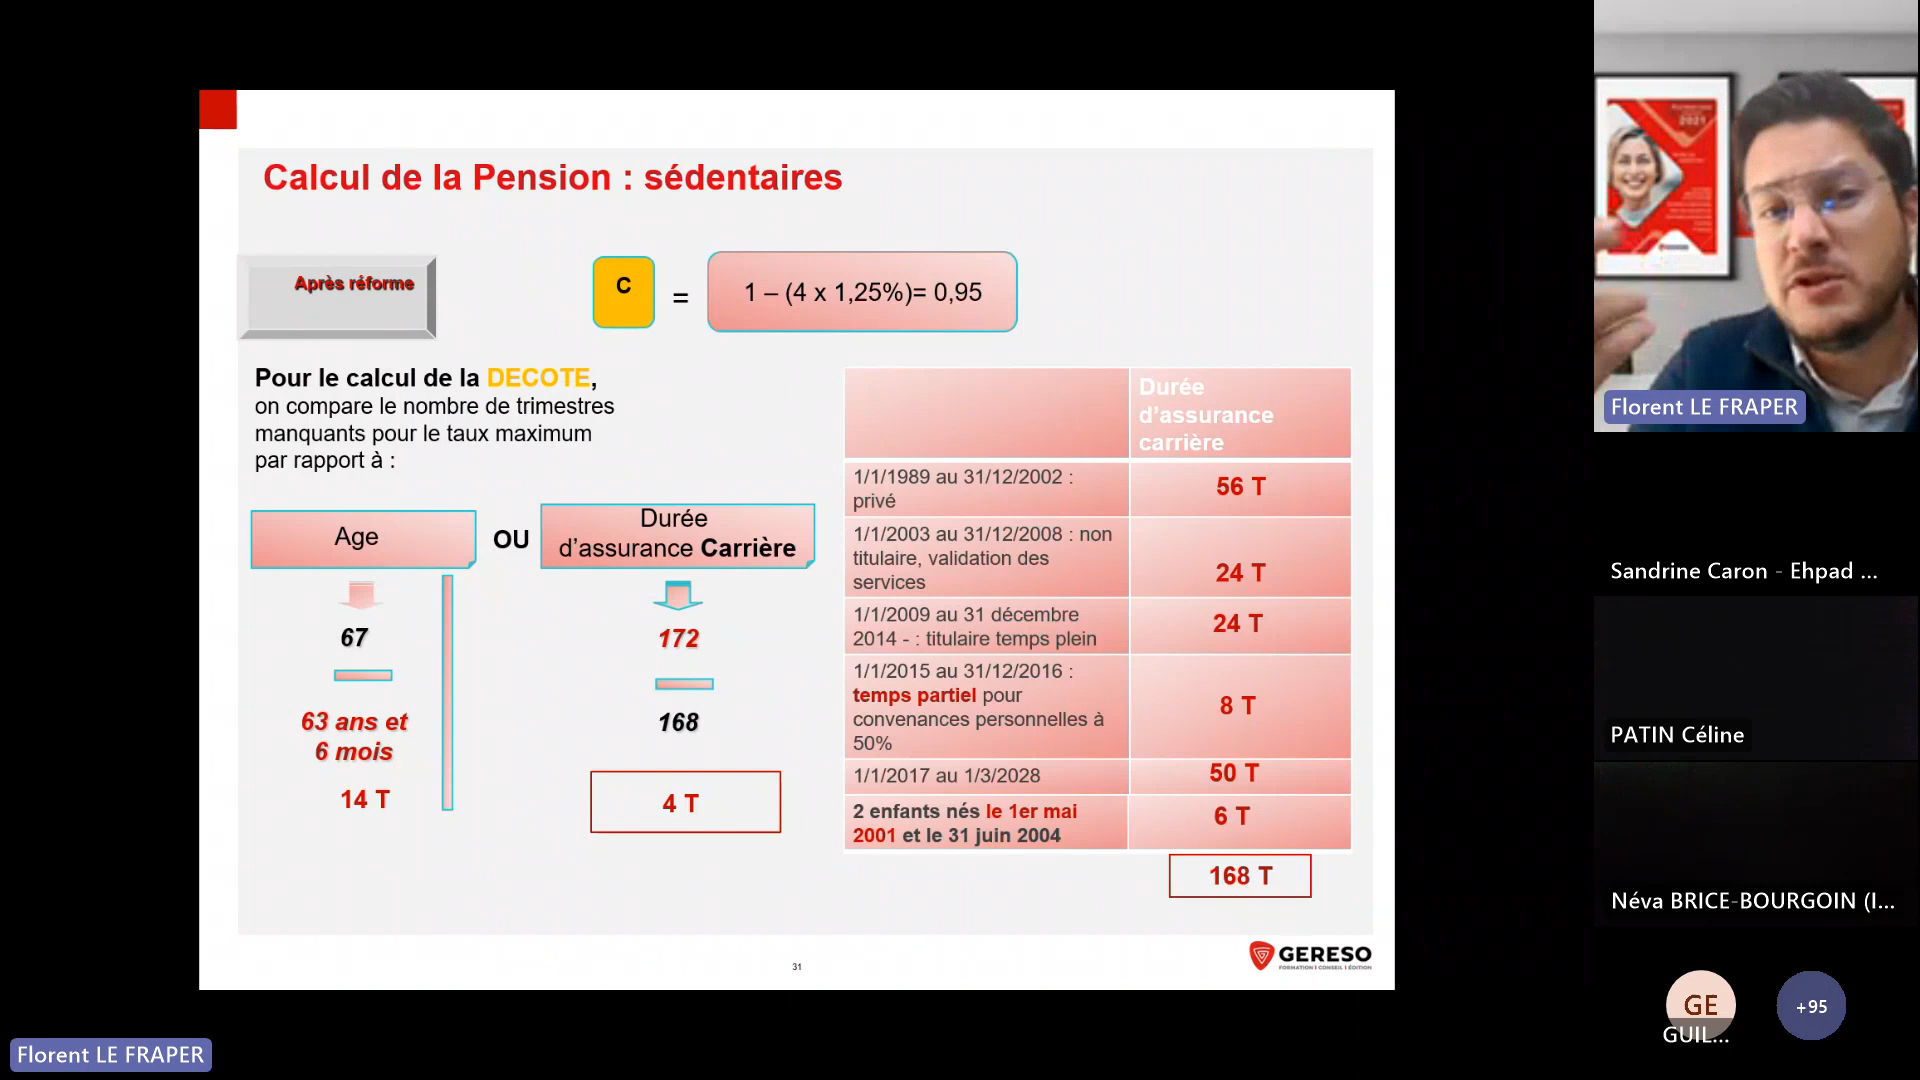 Calcul de la Pension : sédentaires
Après réforme
C
=
1 – (4 x 1,25%)= 0,95
Pour le calcul de la DECOTE,
on compare le nombre de trimestres
manquants pour le taux maximum
par rapport à :
Age
OU
Durée
d’assurance Carrière
67
63 ans et
6 mois
14 T
172
168
4 T
Durée
d’assurance
carrière
1/1/1989 au 31/12/2002 :
privé
56 T
1/1/2003 au 31/12/2008 : non
titulaire, validation des
services
24 T
1/1/2009 au 31 décembre
2014 - : titulaire temps plein
24 T
1/1/2015 au 31/12/2016 :
temps partiel pour
convenances personnelles à
50%
8 T
1/1/2017 au 1/3/2028
50 T
2 enfants nés le 1er mai
2001 et le 31 juin 2004
6 T
168 T
31
GERESO
FORMATION I CONSEIL I ÉDITION
2021
Florent LE FRAPER
Sandrine Caron - Ehpad ...
PATIN Céline
Néva BRICE-BOURGOIN (I...
GE
GUIL...
+95
Florent LE FRAPER